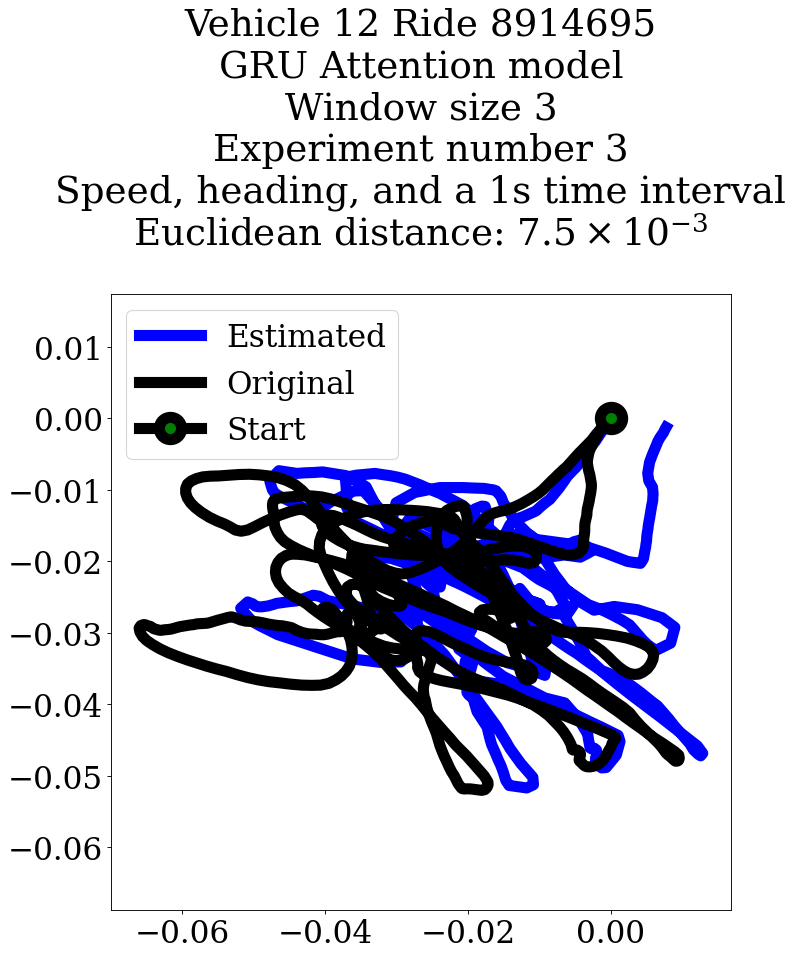 Vehicle 12 Ride 8914695
GRU Attention model
Window size 3
Experiment number 3
Speed, heading, and a 1s time interval
Euclidean distance: 7.5 × 10⁻³
Estimated
Original
Start
0.01
0.00
−0.01
−0.02
−0.03
−0.04
−0.05
−0.06
−0.06
−0.04
−0.02
0.00